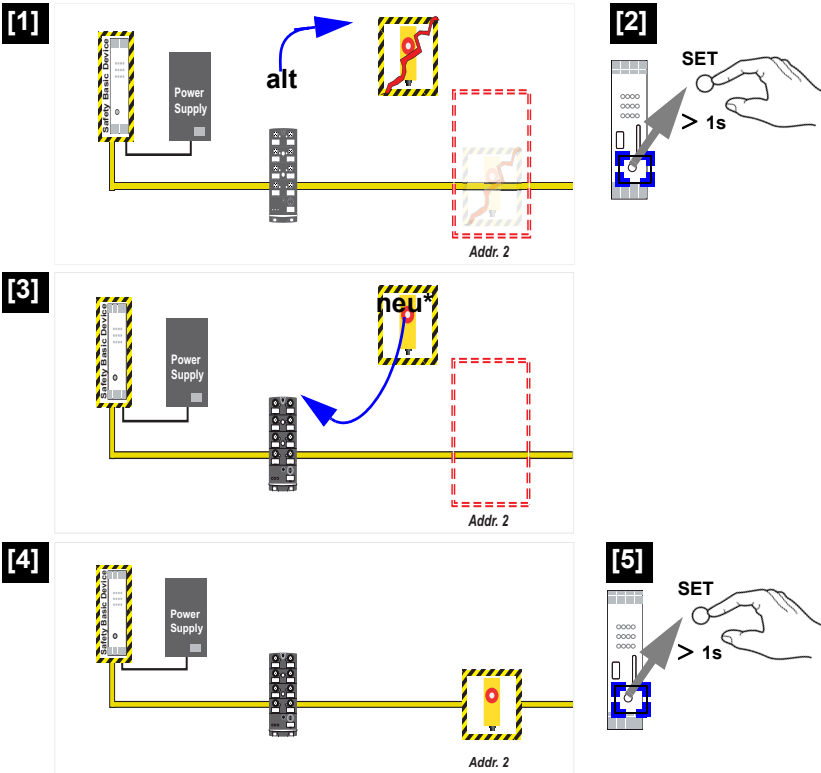 [1]
Safety Basic Device
Power
Supply
alt
Addr. 2
[2]
SET
> 1s
[3]
Safety Basic Device
Power
Supply
neu*
Addr. 2
[4]
Safety Basic Device
Power
Supply
Addr. 2
[5]
SET
> 1s